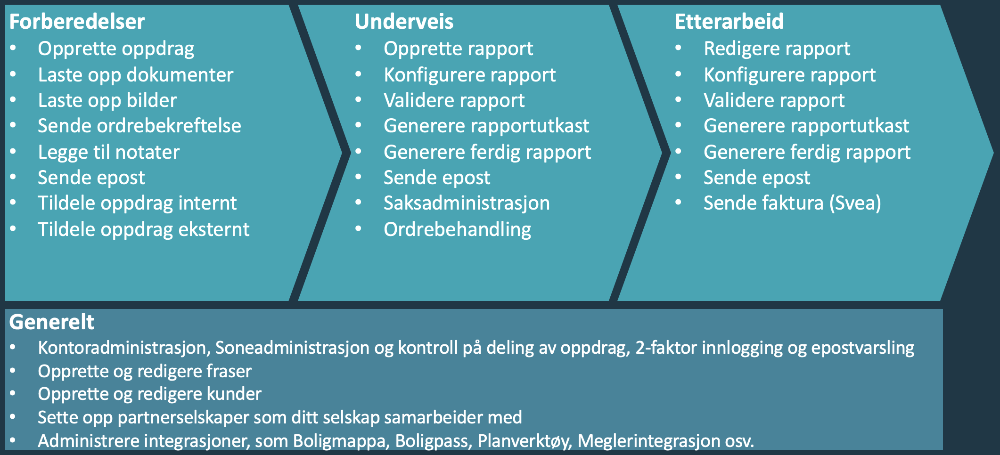 Forberedelser
• Opprette oppdrag
• Laste opp dokumenter
• Laste opp bilder
• Sende ordrebekreftelse
• Legge til notater
• Sende epost
• Tildele oppdrag internt
• Tildele oppdrag eksternt
Underveis
• Opprette rapport
• Konfigurere rapport
• Validere rapport
• Generere rapportutkast
• Generere ferdig rapport
• Sende epost
• Saksadministrasjon
• Ordrebehandling
Etterarbeid
• Redigere rapport
• Konfigurere rapport
• Validere rapport
• Generere rapportutkast
• Generere ferdig rapport
• Sende epost
• Sende faktura (Svea)
Generelt
• Kontoradministrasjon, Soneadministrasjon og kontroll på deling av oppdrag, 2-faktor innlogging og epostvarsling
• Opprette og redigere fraser
• Opprette og redigere kunder
• Sette opp partnerselskaper som ditt selskap samarbeider med
• Administrere integrasjoner, som Boligmappa, Boligpass, Planverktøy, Meglerintegrasjon osv.